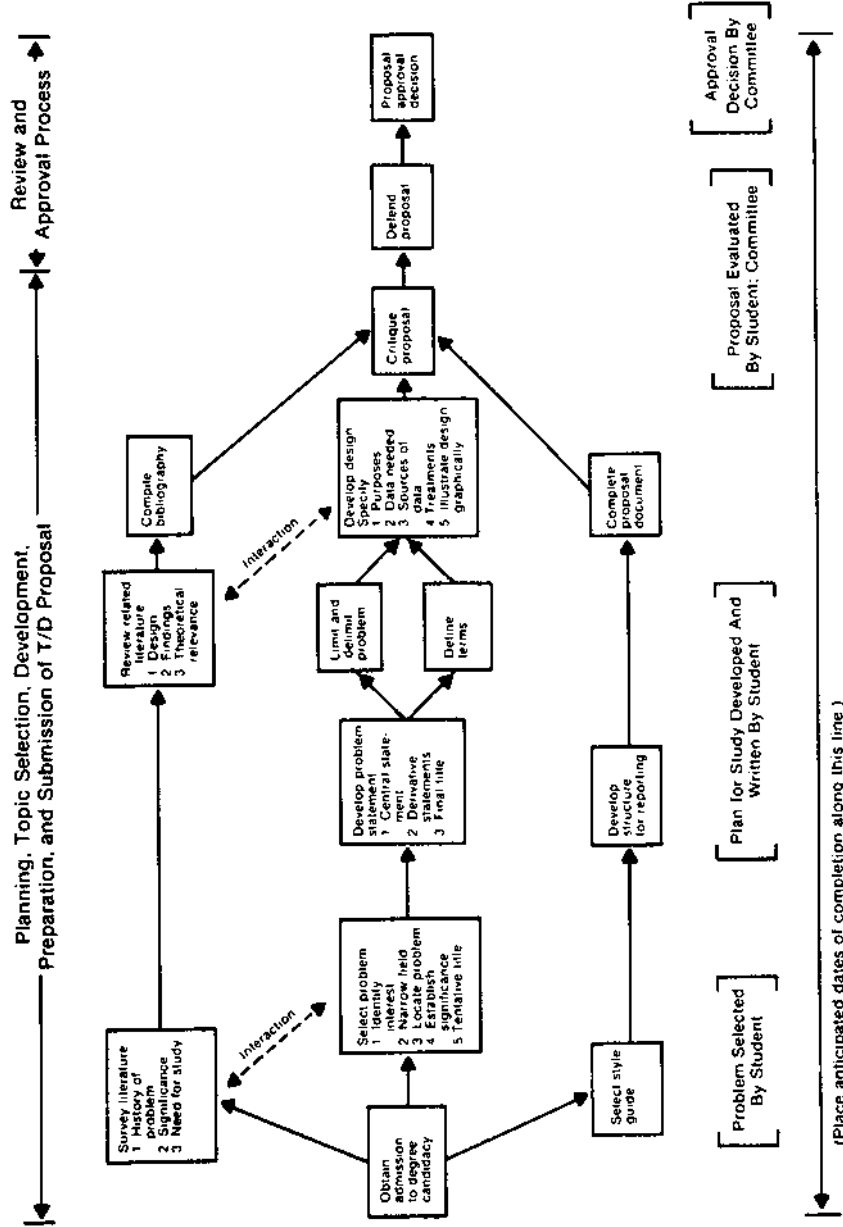 Planning, Topic Selection, Development,
Preparation, and Submission of T/D Proposal
Review and
Approval Process
Survey literature
1 History of
problem
2 Significance
3 Need for study
Review related
literature
1 Design
2 Findings
3 Theoretical
relevance
Compile
bibliography
Interaction
Interaction
Obtain
admission
to degree
candidacy
Select problem
1 Identify
interest
2 Narrow field
3 Locate problem
4 Establish
significance
5 Tentative title
Develop problem
statement
1 Central state-
ment
2 Derivative
statements
3 Final title
Limit and
delimit
problem
Define
terms
Develop design
Specify
1 Purposes
2 Data needed
3 Sources of
data
4 Treatments
5 Illustrate design
graphically
Critique
proposal
Defend
proposal
Proposal
approval
decision
Select style
guide
Develop
structure
for reporting
Complete
proposal
document
Problem Selected
By Student
Plan for Study Developed And
Written By Student
Proposal Evaluated
By Student; Committee
Approval
Decision By
Committee
(Place anticipated dates of completion along this line )